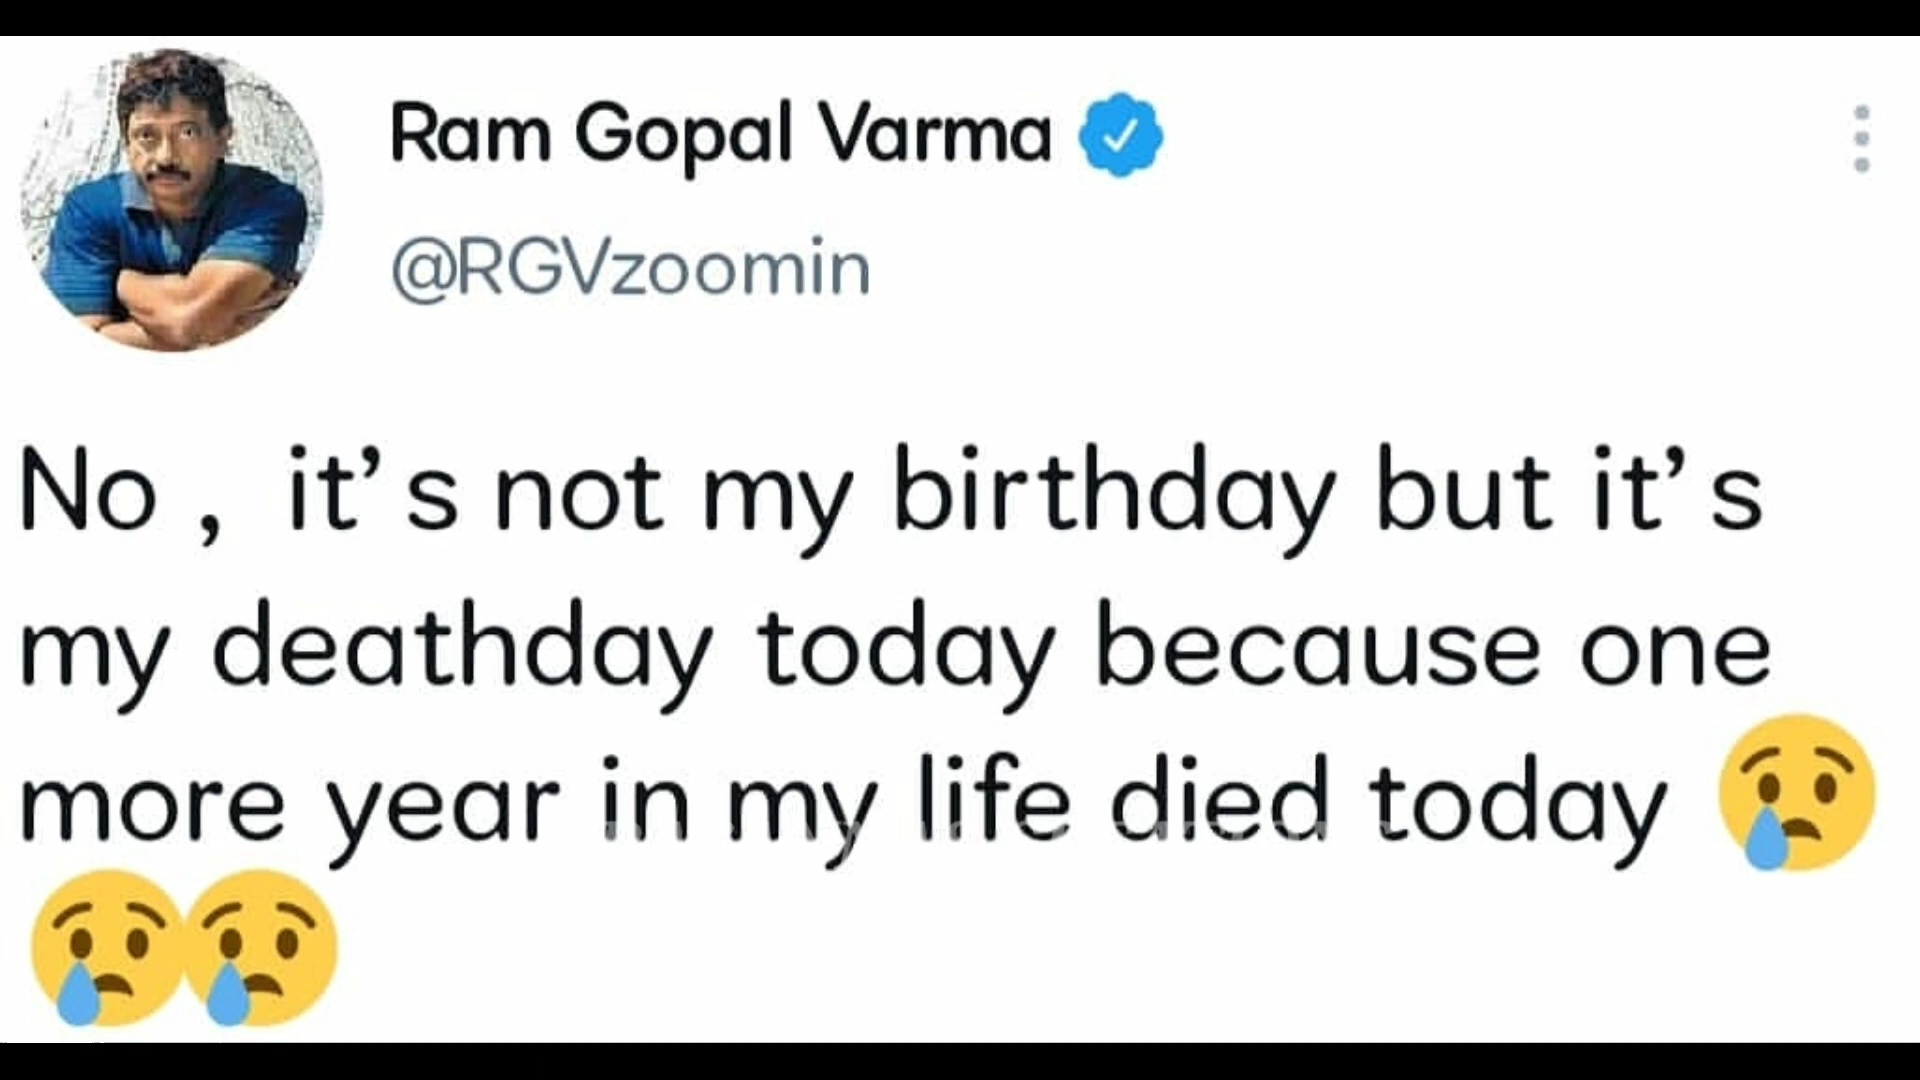 Ram Gopal Varma
@RGVzoomin
No , it's not my birthday but it's
my deathday today because one
more year in my life died today 😢
😢😢